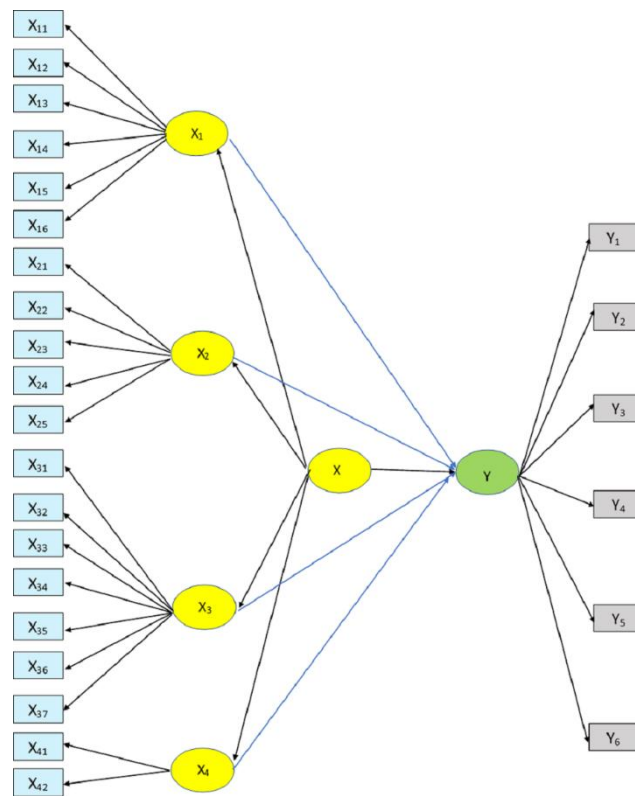 X₁₁
X₁₂
X₁₃
X₁₄
X₁₅
X₁₆
X₂₁
X₂₂
X₂₃
X₂₄
X₂₅
X₃₁
X₃₂
X₃₃
X₃₄
X₃₅
X₃₆
X₃₇
X₄₁
X₄₂
X₁
X₂
X₃
X₄
X
Y
Y₁
Y₂
Y₃
Y₄
Y₅
Y₆